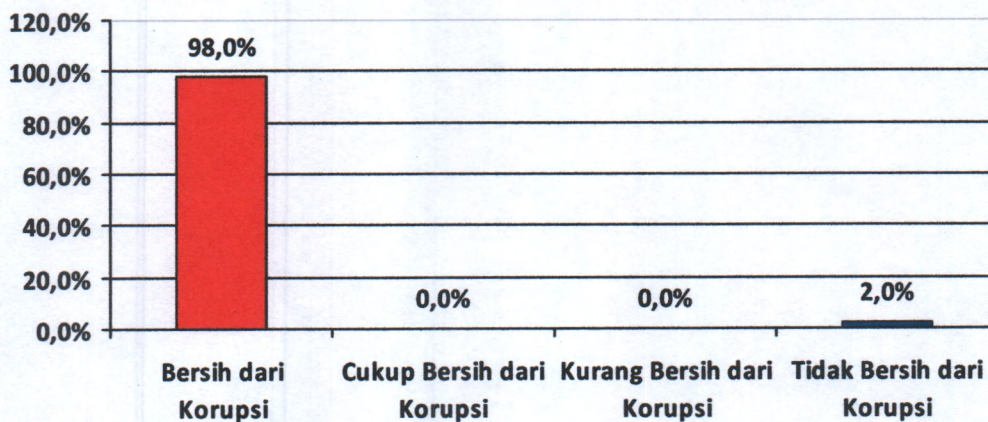 120,0%
98,0%
100,0%
80,0%
60,0%
40,0%
20,0%
0,0%
0,0%
2,0%
0,0%
Bersih dari Korupsi
Cukup Bersih dari Korupsi
Kurang Bersih dari Korupsi
Tidak Bersih dari Korupsi